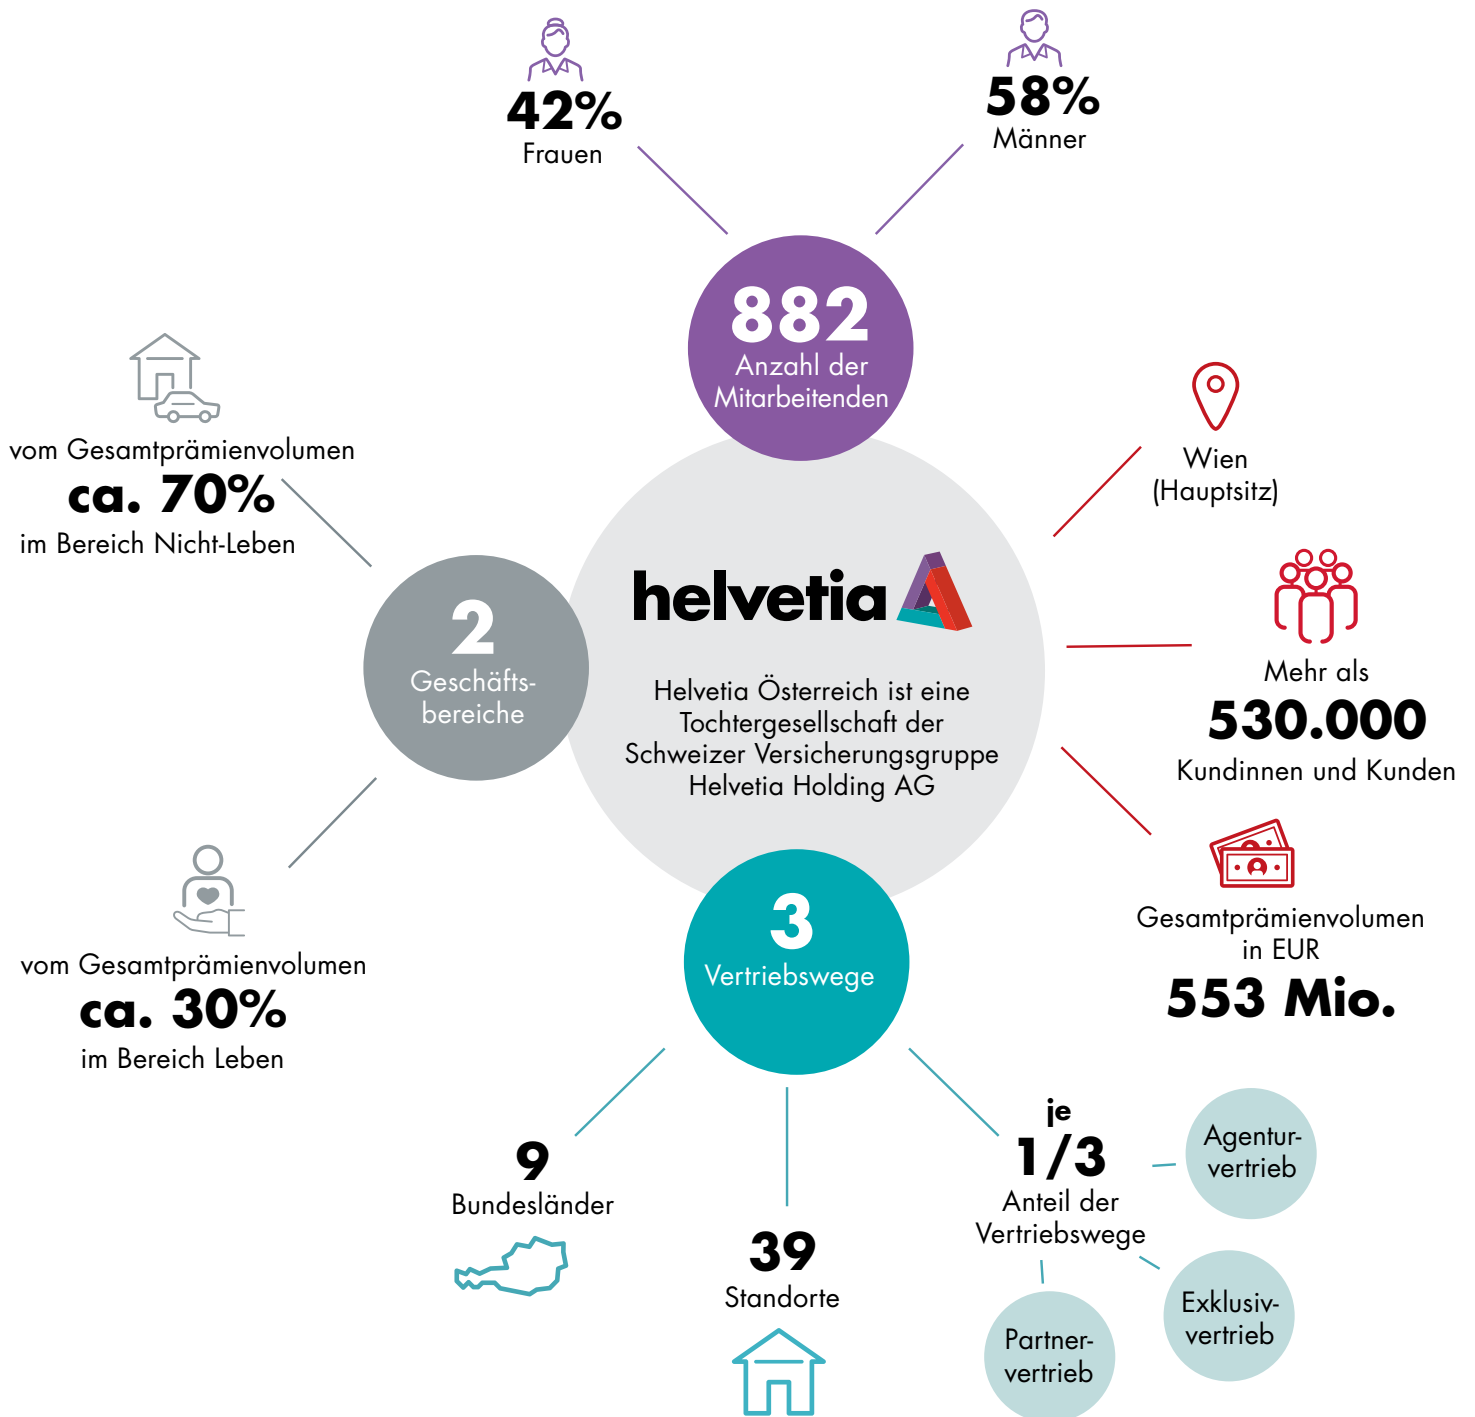 42%
Frauen
58%
Männer
882
Anzahl der
Mitarbeitenden
vom Gesamtprämienvolumen
ca. 70%
im Bereich Nicht-Leben
2
Geschäfts-
bereiche
vom Gesamtprämienvolumen
ca. 30%
im Bereich Leben
helvetia
Helvetia Österreich ist eine
Tochtergesellschaft der
Schweizer Versicherungsgruppe
Helvetia Holding AG
Wien
(Hauptsitz)
Mehr als
530.000
Kundinnen und Kunden
Gesamtprämienvolumen
in EUR
553 Mio.
3
Vertriebswege
9
Bundesländer
39
Standorte
je
1/3
Anteil der
Vertriebswege
Agentur-
vertrieb
Exklusiv-
vertrieb
Partner-
vertrieb